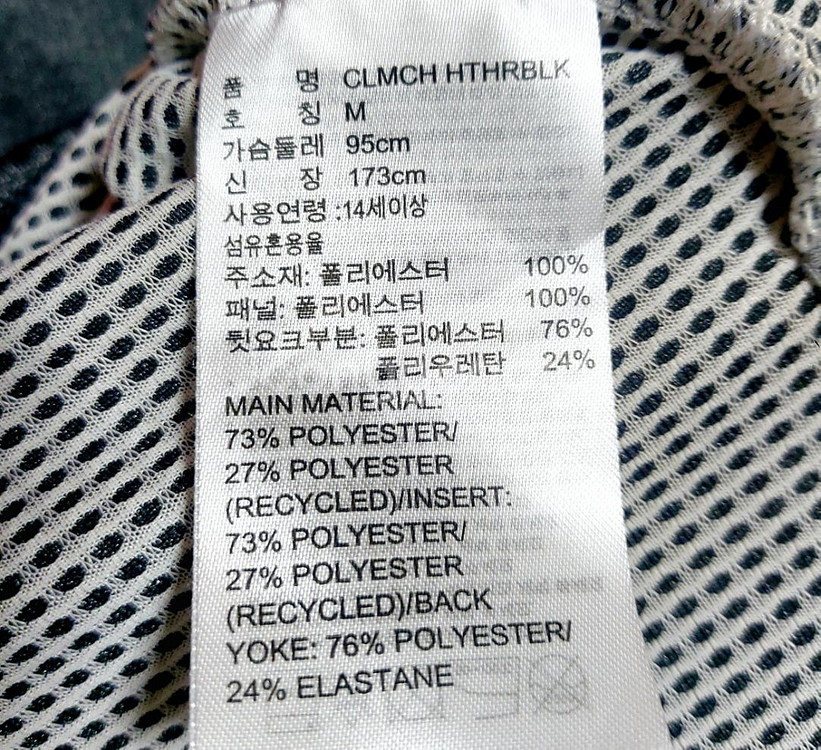 품 명 CLMCH HTHRBLK
호 칭 M
가슴둘레 95cm
신 장 173cm
사용연령 :14세이상
섬유혼용율
주소재: 폴리에스터 100%
패널: 폴리에스터 100%
뒷요크부분: 폴리에스터 76%
폴리우레탄 24%
MAIN MATERIAL:
73% POLYESTER/
27% POLYESTER
(RECYCLED)/INSERT:
73% POLYESTER/
27% POLYESTER
(RECYCLED)/BACK
YOKE: 76% POLYESTER/
24% ELASTANE